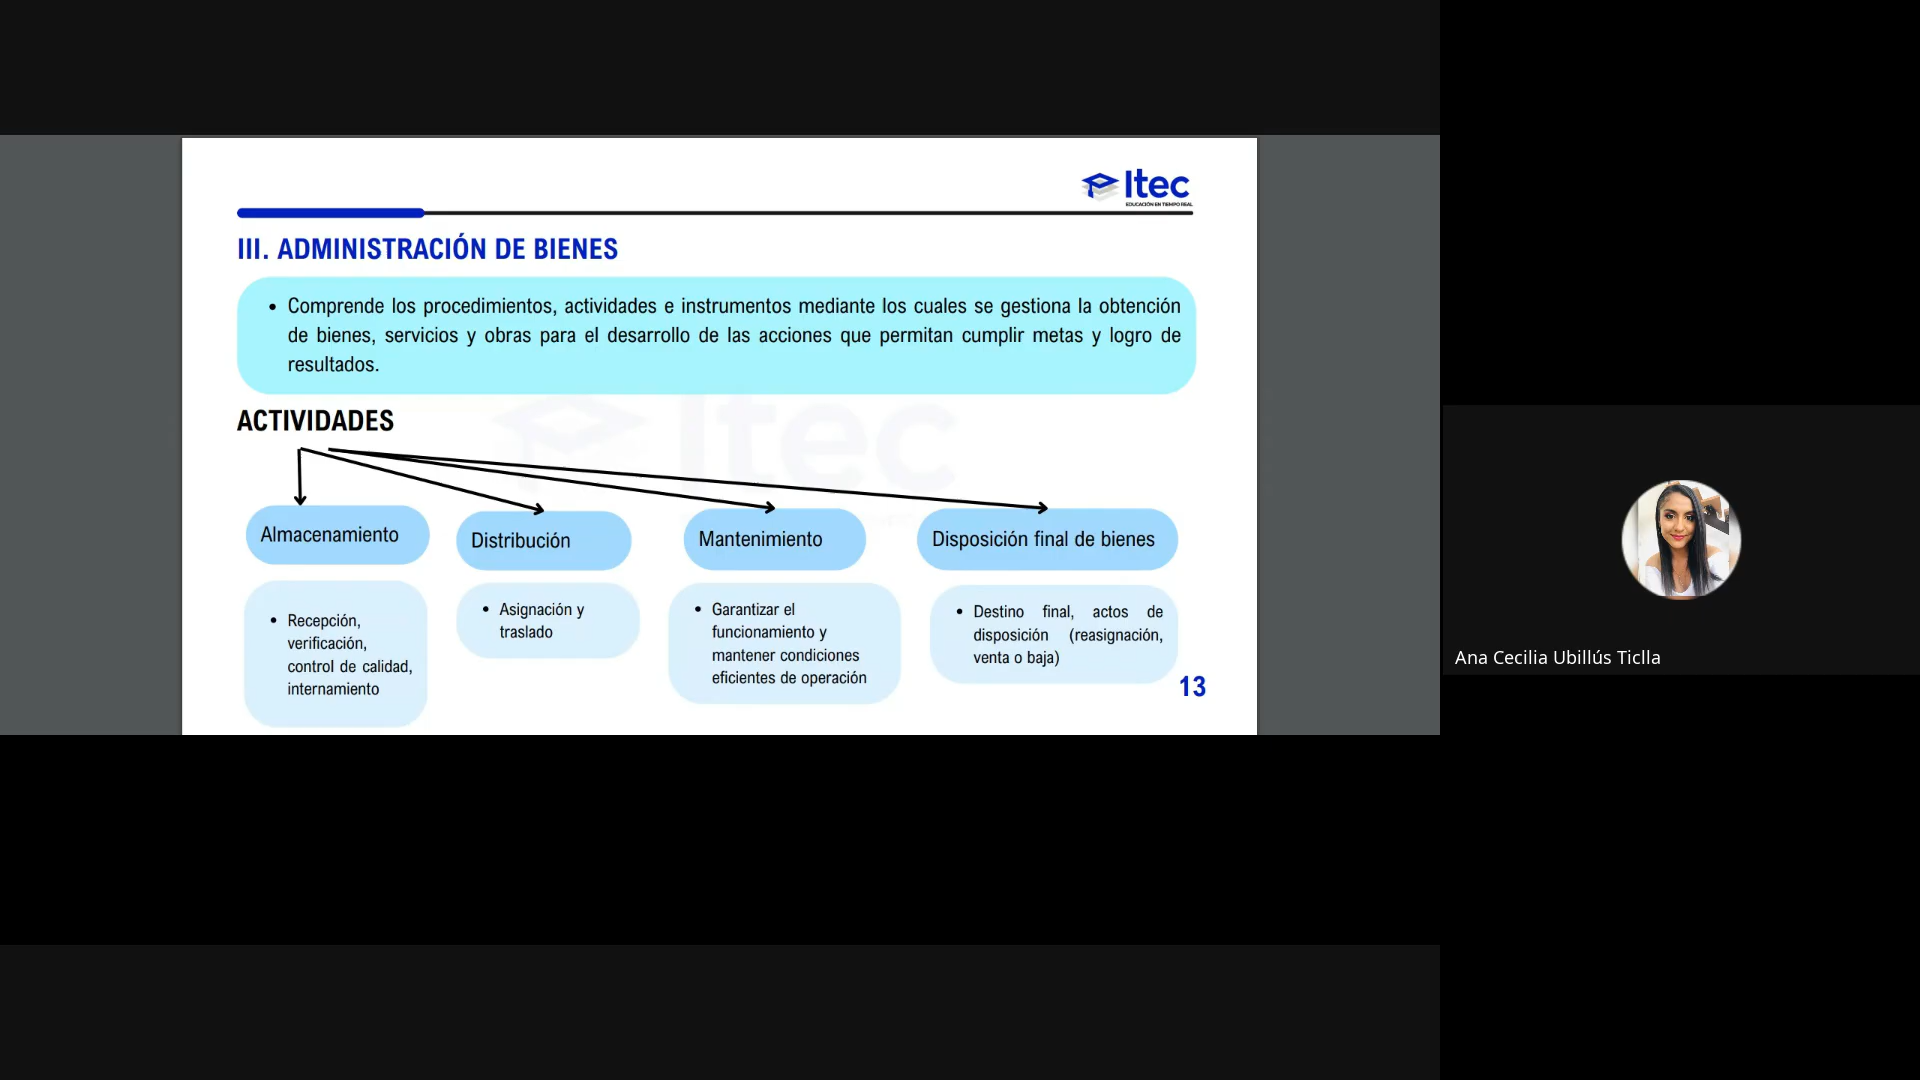 Itec
EDUCACIÓN EN TIEMPO REAL
III. ADMINISTRACIÓN DE BIENES
• Comprende los procedimientos, actividades e instrumentos mediante los cuales se gestiona la obtención
de bienes, servicios y obras para el desarrollo de las acciones que permitan cumplir metas y logro de
resultados.
Itec
ACTIVIDADES
Almacenamiento
• Recepción,
verificación,
control de calidad,
internamiento
Distribución
• Asignación y
traslado
Mantenimiento
• Garantizar el
funcionamiento y
mantener condiciones
eficientes de operación
Disposición final de bienes
• Destino final, actos de
disposición (reasignación,
venta o baja)
13
Ana Cecilia Ubillús Ticlla